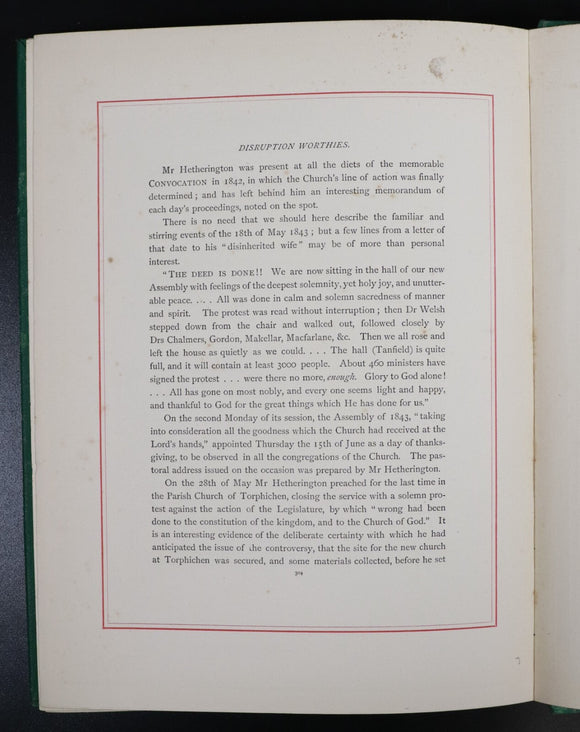 DISRUPTION WORTHIES.
Mr Hetherington was present at all the diets of the memorable
CONVOCATION in 1842, in which the Church's line of action was finally
determined; and has left behind him an interesting memorandum of
each day's proceedings, noted on the spot.
There is no need that we should here describe the familiar and
stirring events of the 18th of May 1843; but a few lines from a letter of
that date to his "disinherited wife" may be of more than personal
interest.
"THE DEED IS DONE!! We are now sitting in the hall of our new
Assembly with feelings of the deepest solemnity, yet holy joy, and unutter-
able peace. . . . All was done in calm and solemn sacredness of manner
and spirit. The protest was read without interruption; then Dr Welsh
stepped down from the chair and walked out, followed closely by
Drs Chalmers, Gordon, Makellar, Macfarlane, &c. Then we all rose and
left the house as quietly as we could. . . . The hall (Tanfield) is quite
full, and it will contain at least 3000 people. About 460 ministers have
signed the protest . . . were there no more, enough. Glory to God alone!
. . . All has gone on most nobly, and every one seems light and happy,
and thankful to God for the great things which He has done for us."
On the second Monday of its session, the Assembly of 1843, "taking
into consideration all the goodness which the Church had received at the
Lord's hands," appointed Thursday the 15th of June as a day of thanks-
giving, to be observed in all the congregations of the Church. The pas-
toral address issued on the occasion was prepared by Mr Hetherington.
On the 28th of May Mr Hetherington preached for the last time in
the Parish Church of Torphichen, closing the service with a solemn pro-
test against the action of the Legislature, by which "wrong had been
done to the constitution of the kingdom, and to the Church of God." It
is an interesting evidence of the deliberate certainty with which he had
anticipated the issue of the controversy, that the site for the new church
at Torphichen was secured, and some materials collected, before he set
304